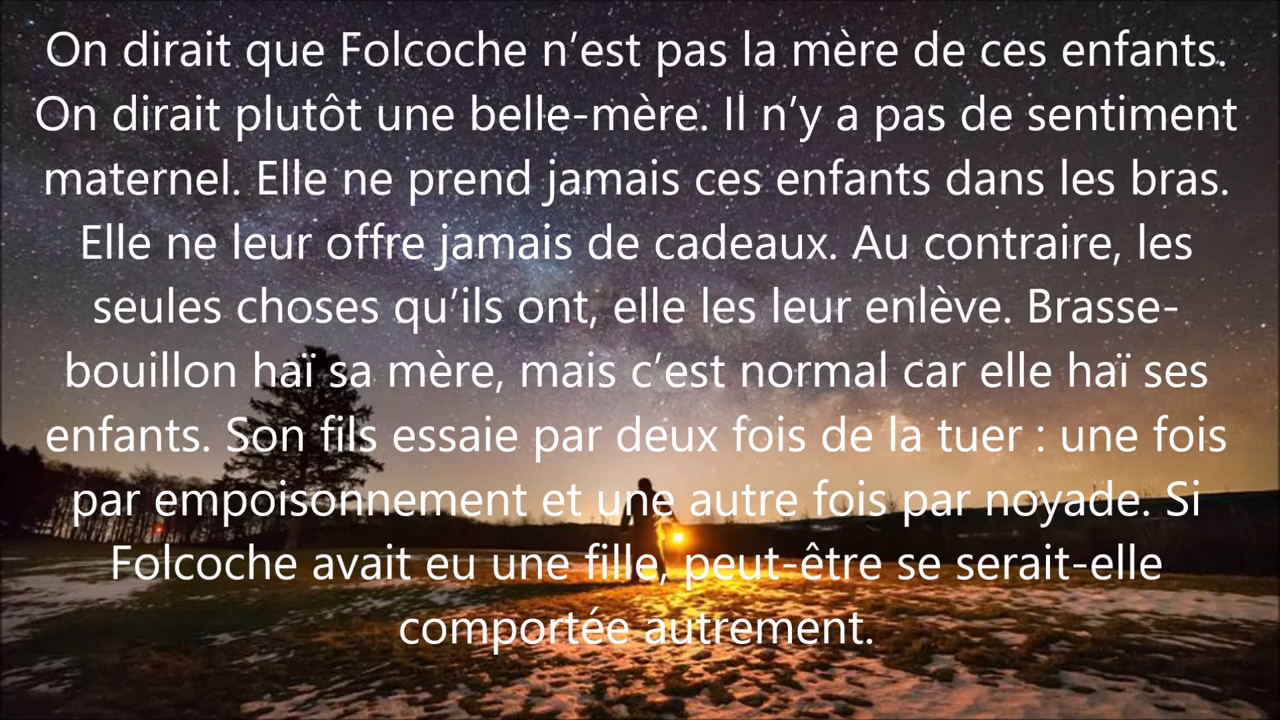 On dirait que Folcoche n’est pas la mère de ces enfants.
On dirait plutôt une belle-mère. Il n’y a pas de sentiment
maternel. Elle ne prend jamais ces enfants dans les bras.
Elle ne leur offre jamais de cadeaux. Au contraire, les
seules choses qu’ils ont, elle les leur enlève. Brasse-
bouillon haï sa mère, mais c’est normal car elle haï ses
enfants. Son fils essaie par deux fois de la tuer : une fois
par empoisonnement et une autre fois par noyade. Si
Folcoche avait eu une fille, peut-être se serait-elle
comportée autrement.